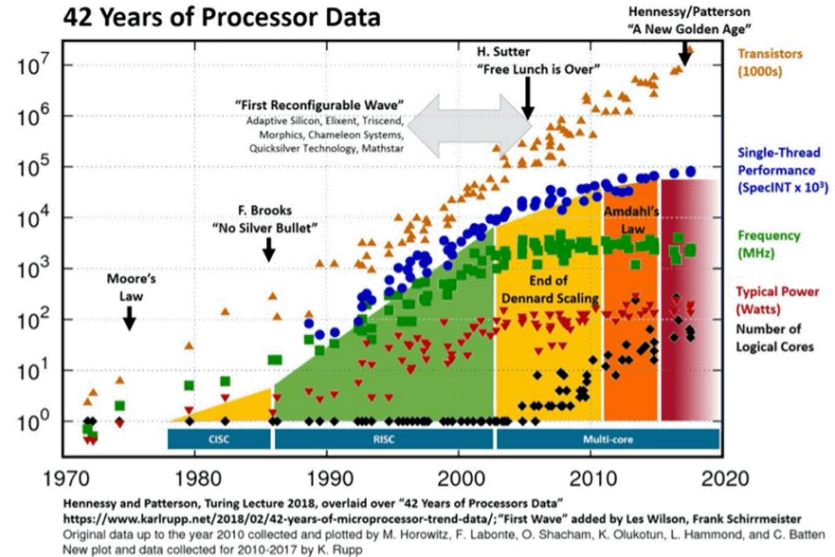 42 Years of Processor Data
Hennessy/Patterson
“A New Golden Age”
H. Sutter
“Free Lunch is Over”
“First Reconfigurable Wave”
Adaptive Silicon, Elixent, Triscend,
Morphics, Chameleon Systems,
Quicksilver Technology, Mathstar
F. Brooks
“No Silver Bullet”
Moore's
Law
Amdahl's
Law
End of
Dennard Scaling
Transistors
(1000s)
Single-Thread
Performance
(SpecINT x 10³)
Frequency
(MHz)
Typical Power
(Watts)
Number of
Logical Cores
10⁷
10⁶
10⁵
10⁴
10³
10²
10¹
10⁰
CISC
RISC
Multi-core
1970
1980
1990
2000
2010
2020
Hennessy and Patterson, Turing Lecture 2018, overlaid over “42 Years of Processors Data”
https://www.karlrupp.net/2018/02/42-years-of-microprocessor-trend-data/; “First Wave” added by Les Wilson, Frank Schirrmeister
Original data up to the year 2010 collected and plotted by M. Horowitz, F. Labonte, O. Shacham, K. Olukotun, L. Hammond, and C. Batten
New plot and data collected for 2010-2017 by K. Rupp